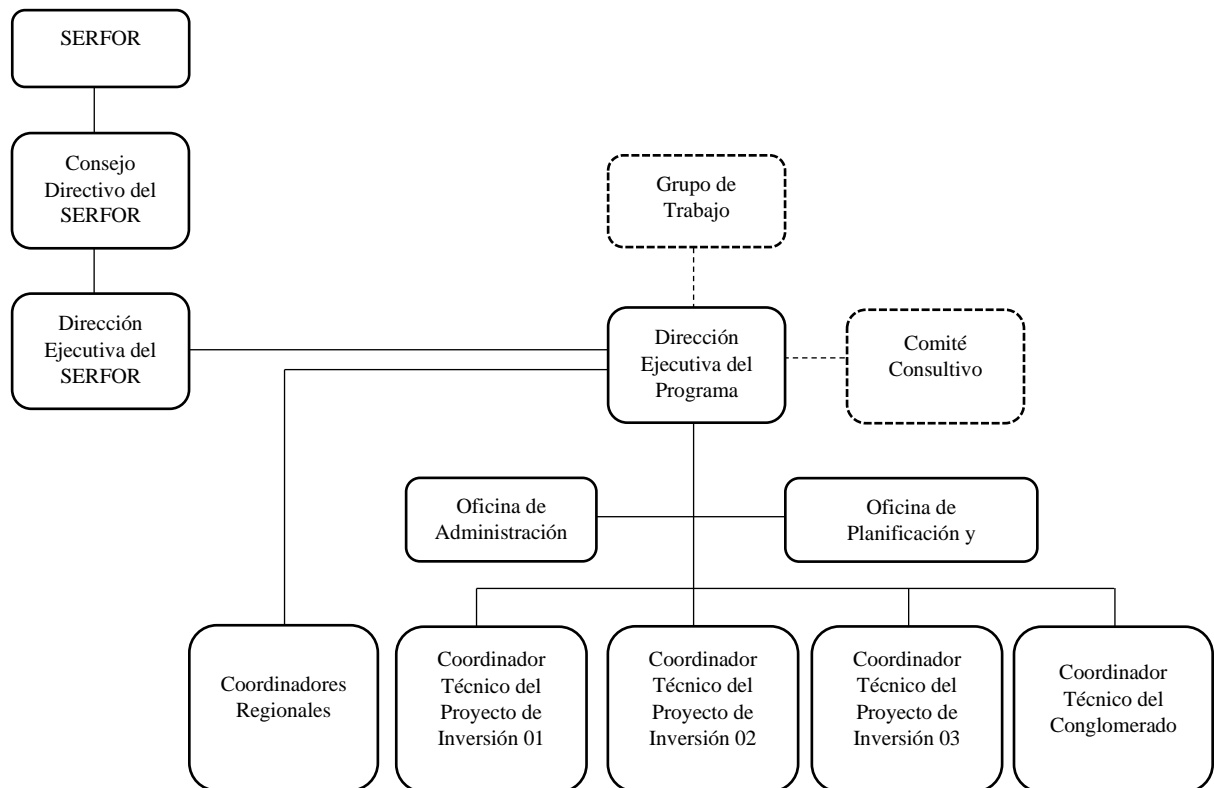 SERFOR
Consejo
Directivo del
SERFOR
Grupo de
Trabajo
Dirección
Ejecutiva del
SERFOR
Dirección
Ejecutiva del
Programa
Comité
Consultivo
Oficina de
Administración
Oficina de
Planificación y
Coordinadores
Regionales
Coordinador
Técnico del
Proyecto de
Inversión 01
Coordinador
Técnico del
Proyecto de
Inversión 02
Coordinador
Técnico del
Proyecto de
Inversión 03
Coordinador
Técnico del
Conglomerado